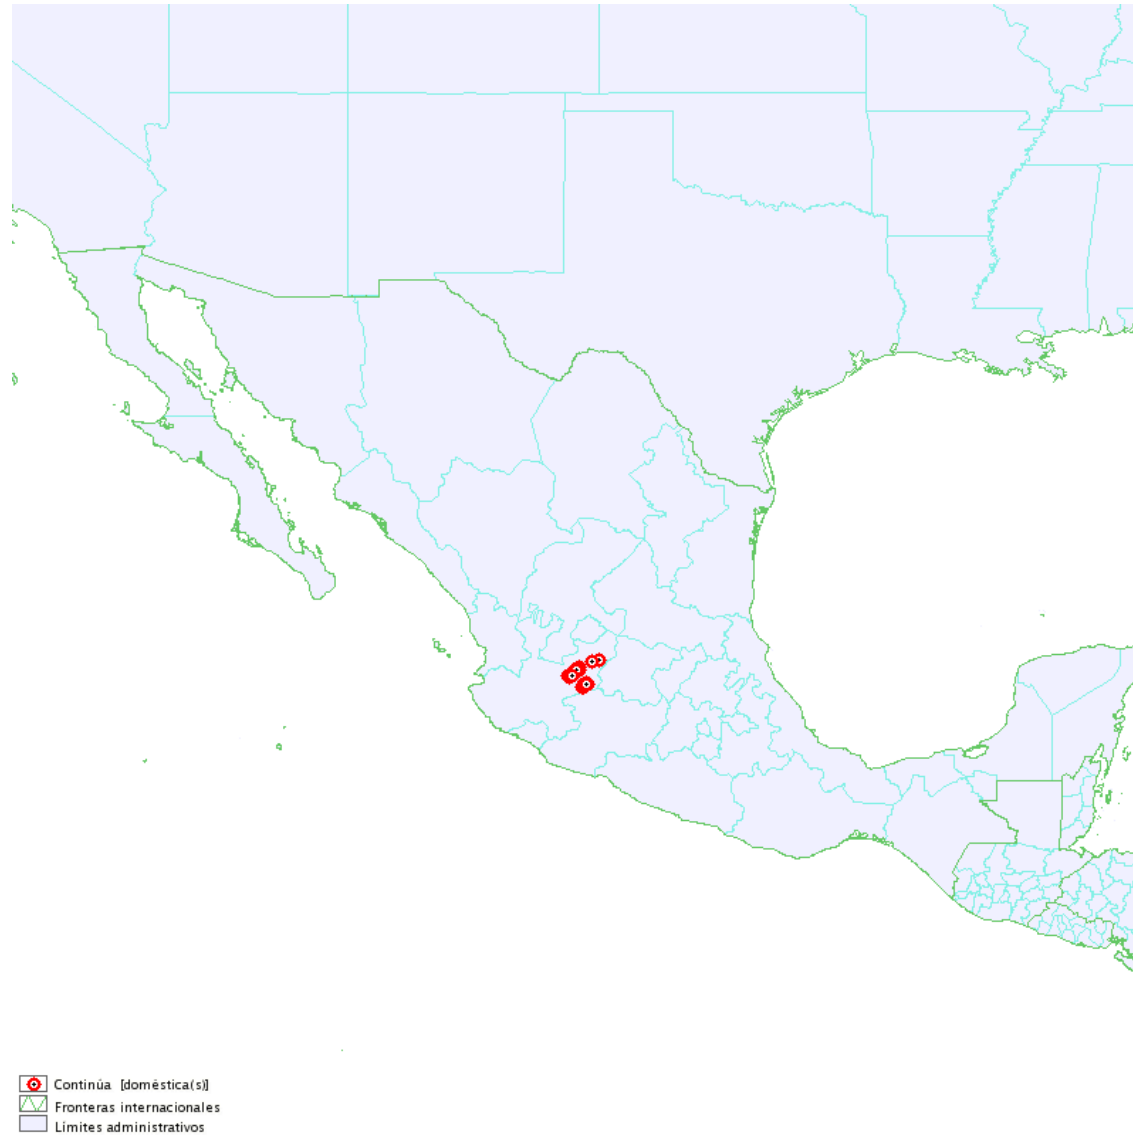 Continúa [doméstica(s)]
Fronteras internacionales
Límites administrativos